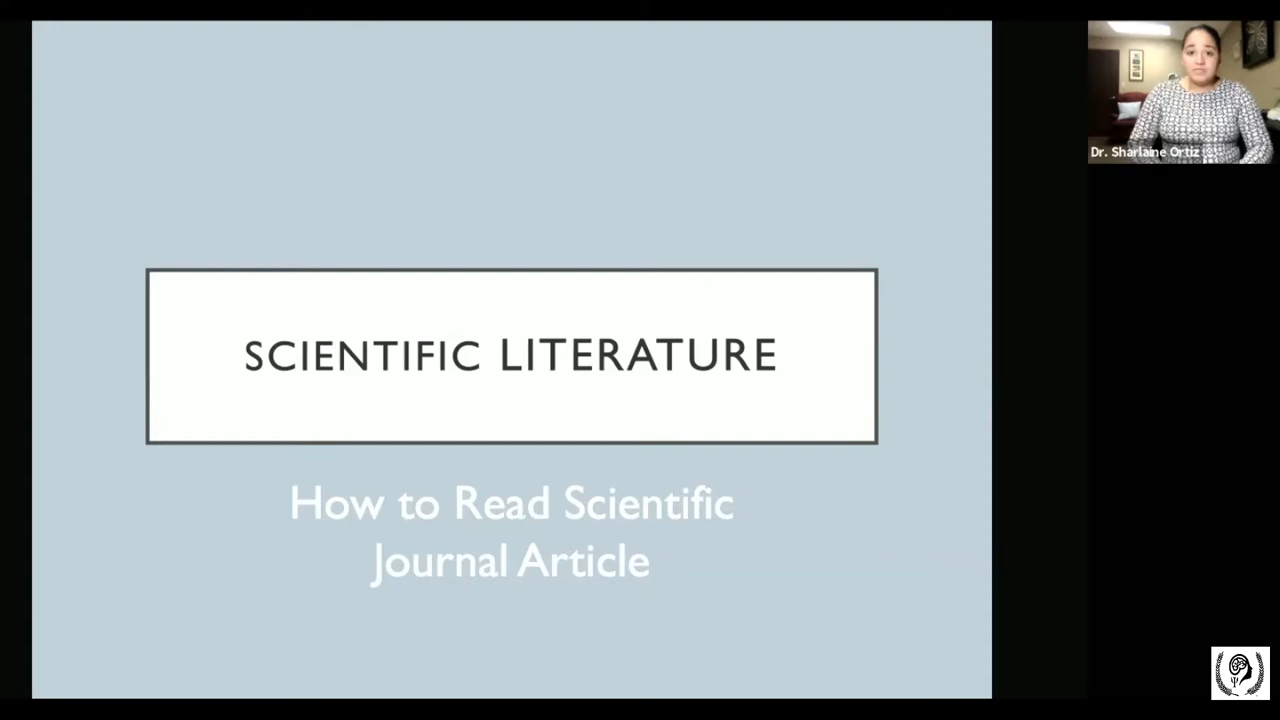 SCIENTIFIC LITERATURE
How to Read Scientific
Journal Article
Dr. Sharlaine Ortiz
Ψ